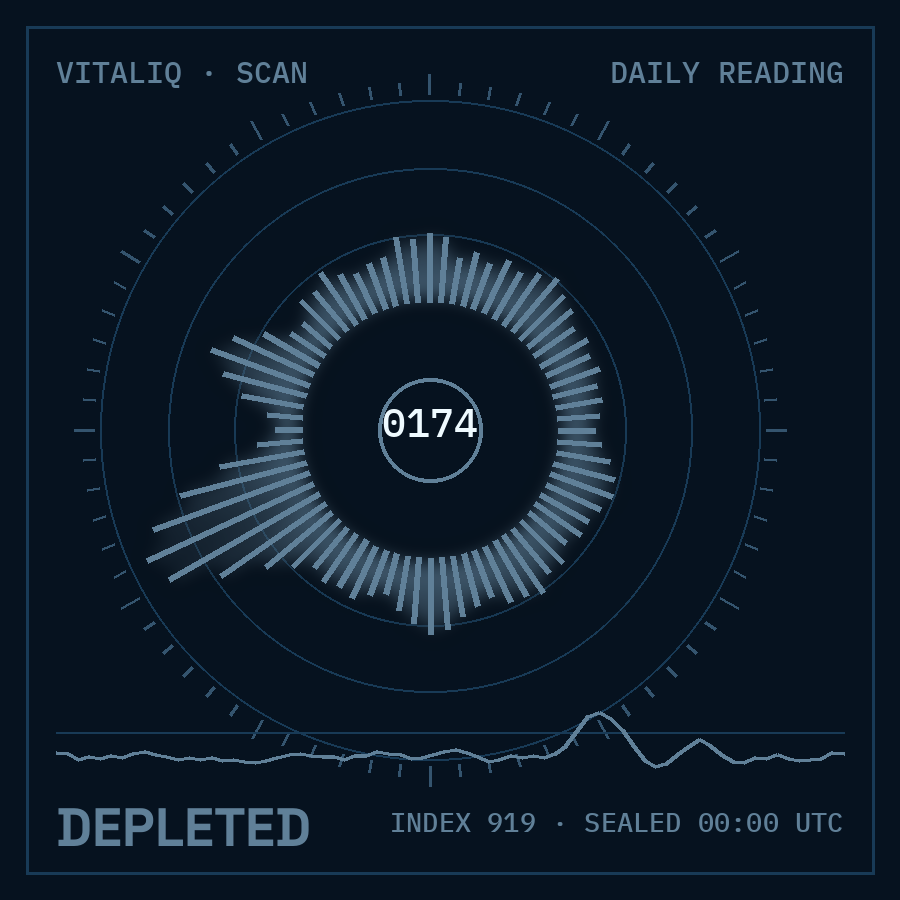 VITALIQ · SCAN
DAILY READING
0174
DEPLETED
INDEX 919 · SEALED 00:00 UTC